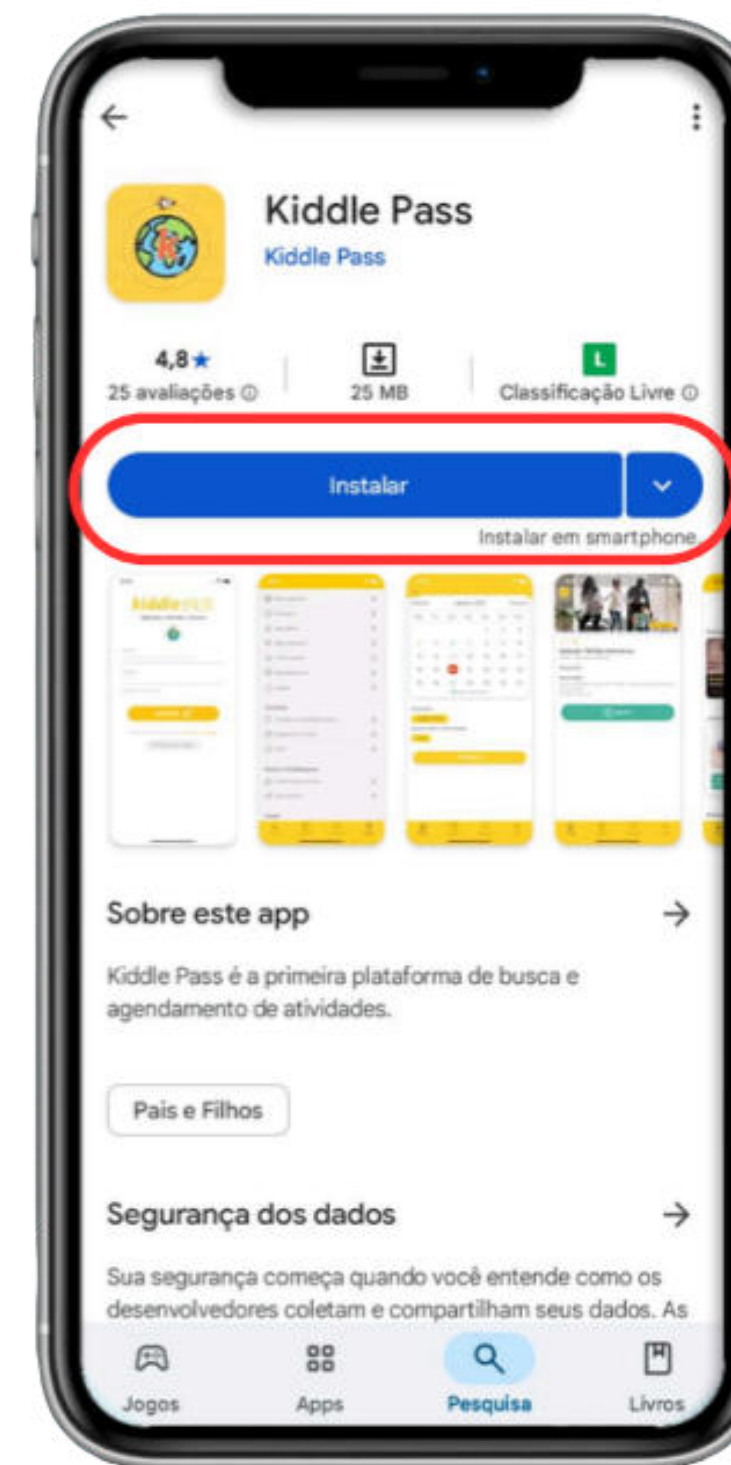 Kiddle Pass
Kiddle Pass
4,8★
25 avaliações
25 MB
L
Classificação Livre
Instalar
Instalar em smartphone
kiddle
Sobre este app
Kiddle Pass é a primeira plataforma de busca e
agendamento de atividades.
Pais e Filhos
Segurança dos dados
Sua segurança começa quando você entende como os
desenvolvedores coletam e compartilham seus dados. As
Jogos
Apps
Pesquisa
Livros